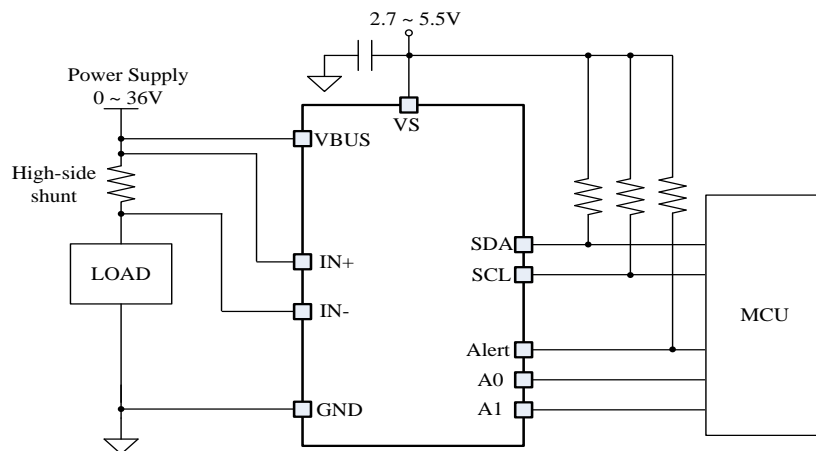 2.7 ~ 5.5V
Power Supply
0 ~ 36V
VS
VBUS
High-side
shunt
SDA
IN+
LOAD
SCL
IN-
MCU
Alert
A0
GND
A1